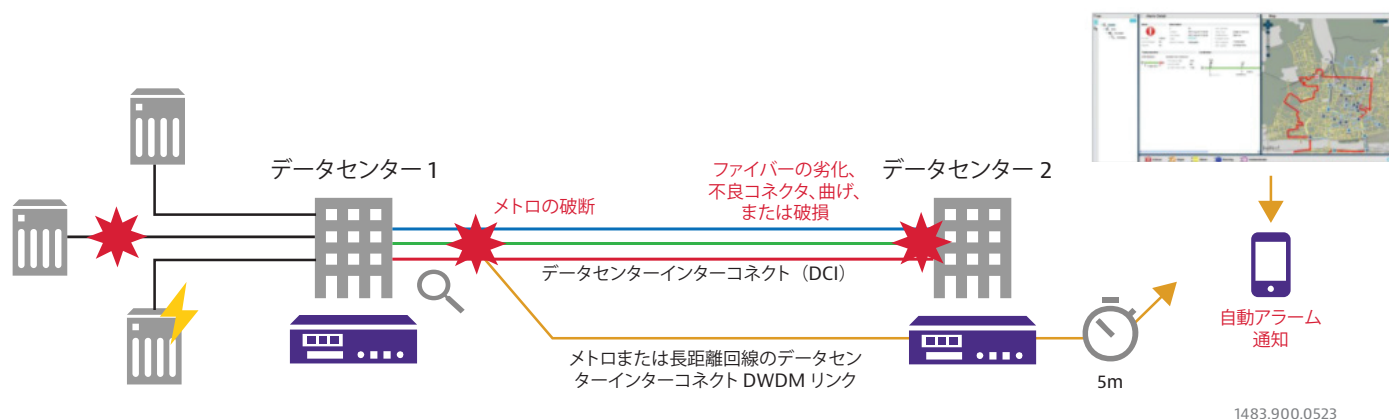 データセンター 1
データセンター 2
ファイバーの劣化、
不良コネクタ、曲げ、
または破損
メトロの破断
データセンターインターコネクト（DCI）
メトロまたは長距離回線のデータセン
ターインターコネクト DWDM リンク
5m
自動アラーム
通知
1483.900.0523